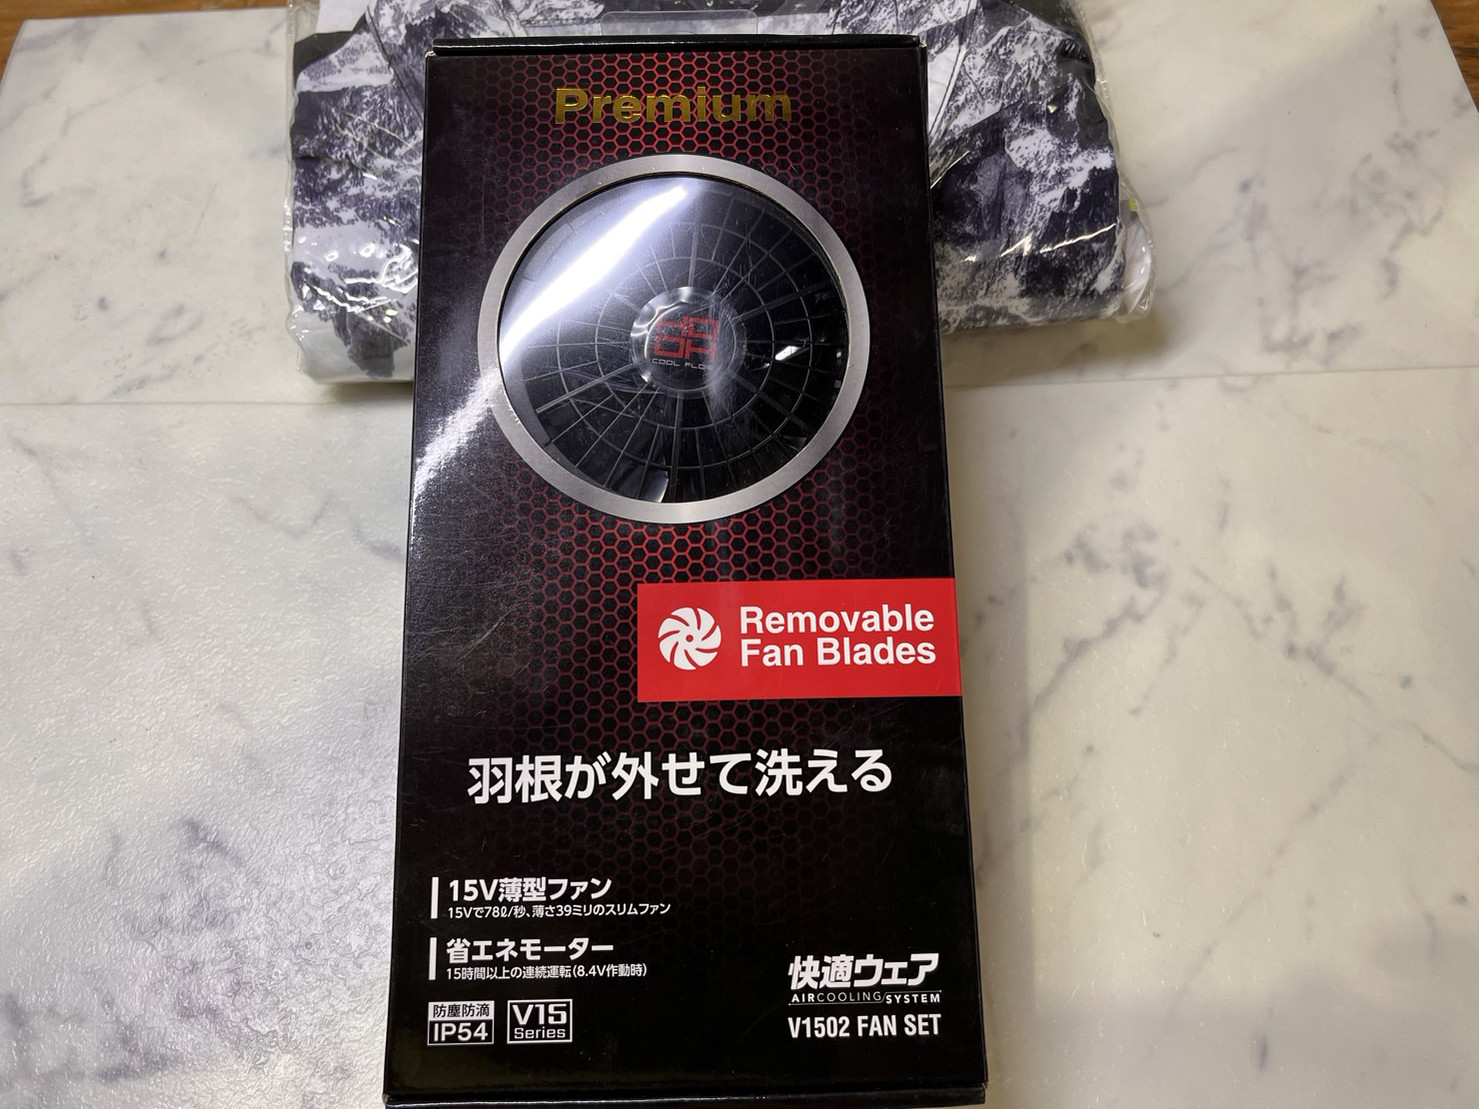 Premium
COOL FLOW
Removable
Fan Blades
羽根が外せて洗える
15V薄型ファン
15Vで78ℓ/秒、薄さ39ミリのスリムファン
省エネモーター
15時間以上の連続運転(8.4V作動時)
防塵防滴
IP54
V15
Series
快適ウェア
AIRCOOLING/SYSTEM
V1502 FAN SET